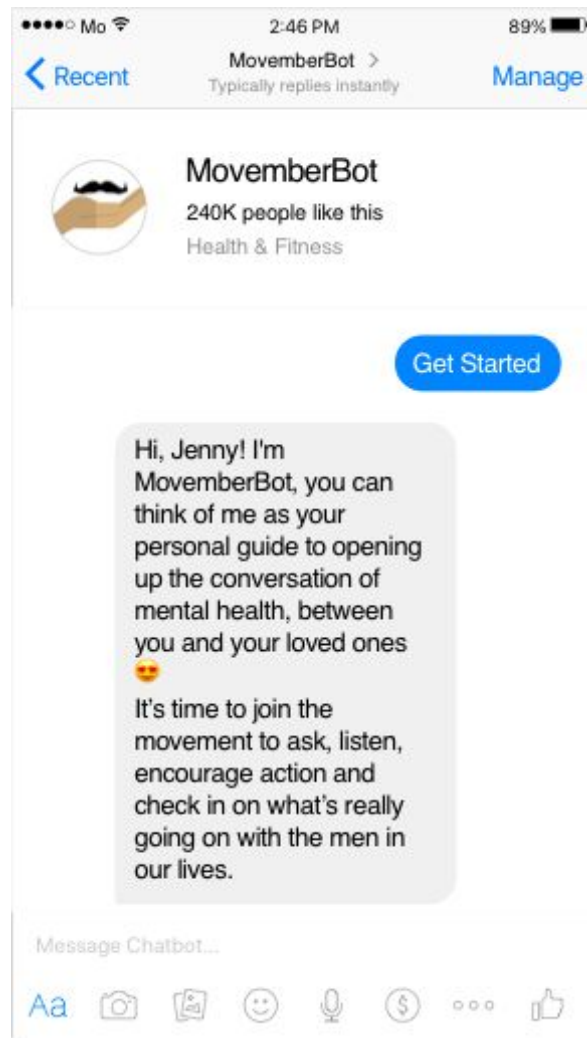 Mo 2:46 PM 89%
Recent MovemberBot > Manage
Typically replies instantly
MovemberBot
240K people like this
Health & Fitness
Get Started
Hi, Jenny! I'm
MovemberBot, you can
think of me as your
personal guide to opening
up the conversation of
mental health, between
you and your loved ones
😍
It's time to join the
movement to ask, listen,
encourage action and
check in on what's really
going on with the men in
our lives.
Message Chatbot...
Aa $